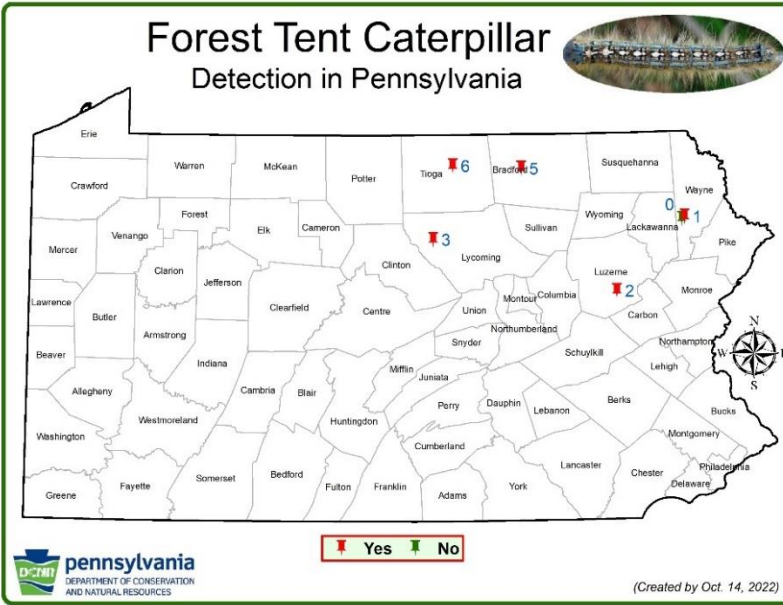 Forest Tent Caterpillar
Detection in Pennsylvania
Erie
Crawford
Warren
McKean
Potter
Tioga
6
Bradford
5
Susquehanna
Wayne
0
1
Forest
Elk
Cameron
Venango
Mercer
Clarion
Jefferson
Clinton
3
Lycoming
Sullivan
Wyoming
Lackawanna
Pike
Luzerne
2
Monroe
Lawrence
Butler
Clearfield
Centre
Union
Montour
Columbia
Carbon
Armstrong
Northumberland
Northampton
Beaver
Indiana
Snyder
Schuylkill
Lehigh
Allegheny
Cambria
Blair
Mifflin
Juniata
Westmoreland
Huntingdon
Perry
Dauphin
Lebanon
Berks
Bucks
Washington
Cumberland
Montgomery
Philadelphia
Greene
Fayette
Somerset
Bedford
Fulton
Franklin
Adams
York
Lancaster
Chester
Delaware
N
W
E
S
Yes No
DCNR
pennsylvania
DEPARTMENT OF CONSERVATION
AND NATURAL RESOURCES
(Created by Oct. 14, 2022)